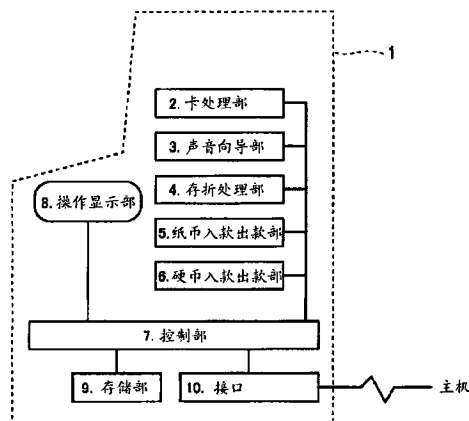 1
2. 卡处理部
3. 声音向导部
4. 存折处理部
8. 操作显示部
5. 纸币入款出款部
6. 硬币入款出款部
7. 控制部
9. 存储部
10. 接口
主机